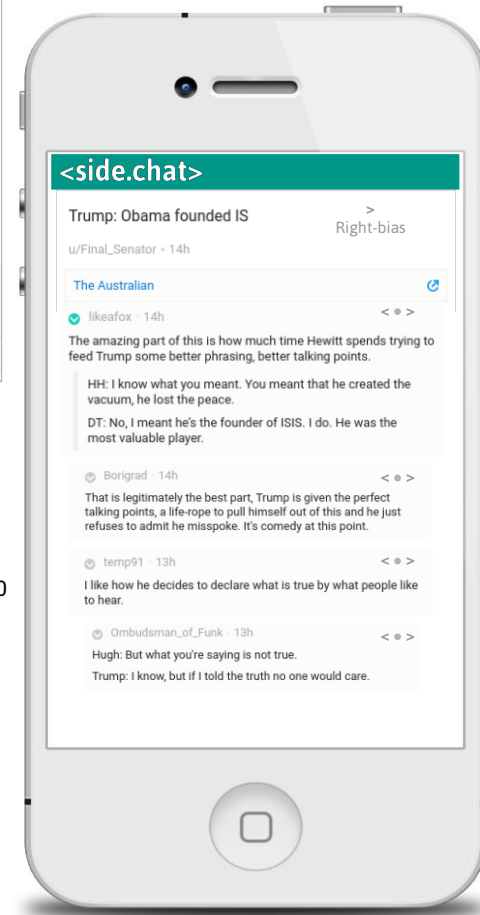 <side.chat>
Trump: Obama founded IS
>
Right-bias
u/Final_Senator • 14h
The Australian
likeafox · 14h
< >
The amazing part of this is how much time Hewitt spends trying to
feed Trump some better phrasing, better talking points.
HH: I know what you meant. You meant that he created the
vacuum, he lost the peace.
DT: No, I meant he's the founder of ISIS. I do. He was the
most valuable player.
Borigrad · 14h
< >
That is legitimately the best part, Trump is given the perfect
talking points, a life-rope to pull himself out of this and he just
refuses to admit he misspoke. It's comedy at this point.
temp91 · 13h
< >
I like how he decides to declare what is true by what people like
to hear.
0
Ombudsman_of_Funk · 13h
< >
Hugh: But what you're saying is not true.
Trump: I know, but if I told the truth no one would care.